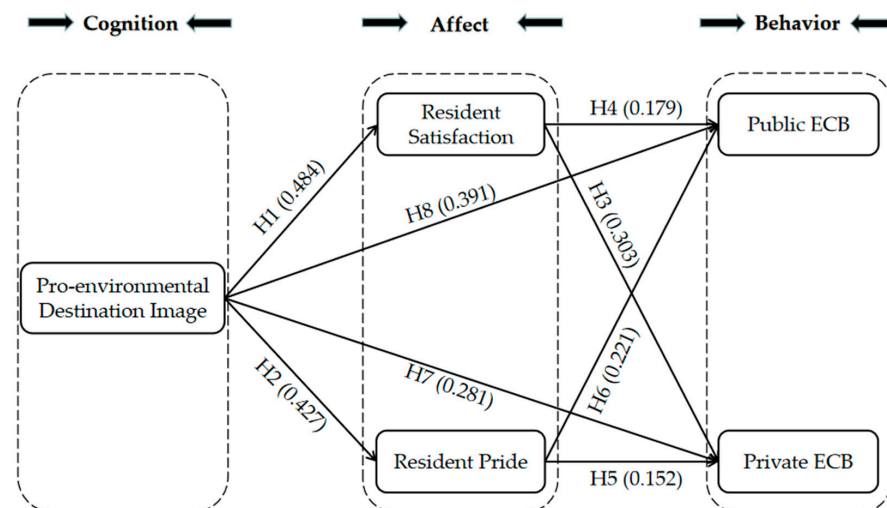 Cognition
Affect
Behavior
Resident
Satisfaction
H4 (0.179)
Public ECB
H1 (0.484)
H8 (0.391)
H3 (0.303)
Pro-environmental
Destination Image
H2 (0.427)
H7 (0.281)
H6 (0.221)
Resident Pride
H5 (0.152)
Private ECB